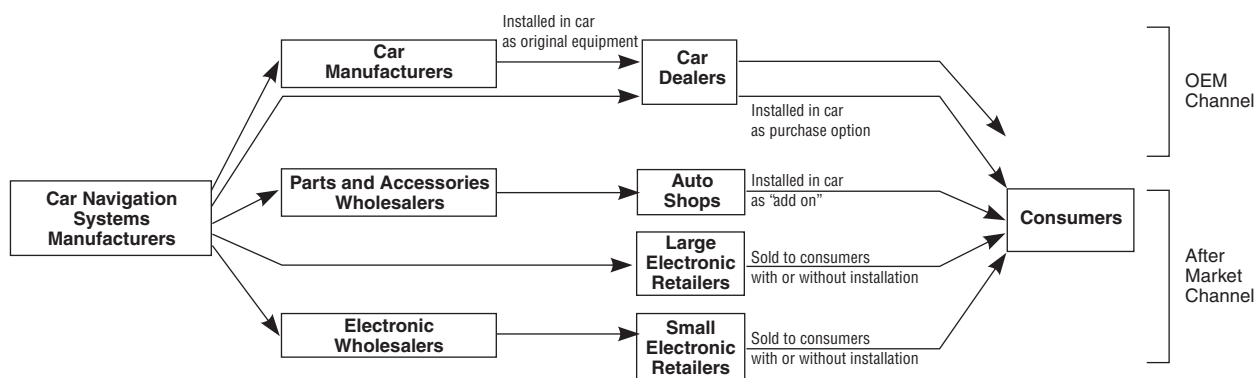 Installed in car
as original equipment
Car
Manufacturers
Car
Dealers
OEM
Channel
Installed in car
as purchase option
Car Navigation
Systems
Manufacturers
Parts and Accessories
Wholesalers
Auto
Shops
Installed in car
as “add on”
Consumers
Large
Electronic
Retailers
Sold to consumers
with or without installation
After
Market
Channel
Electronic
Wholesalers
Small
Electronic
Retailers
Sold to consumers
with or without installation